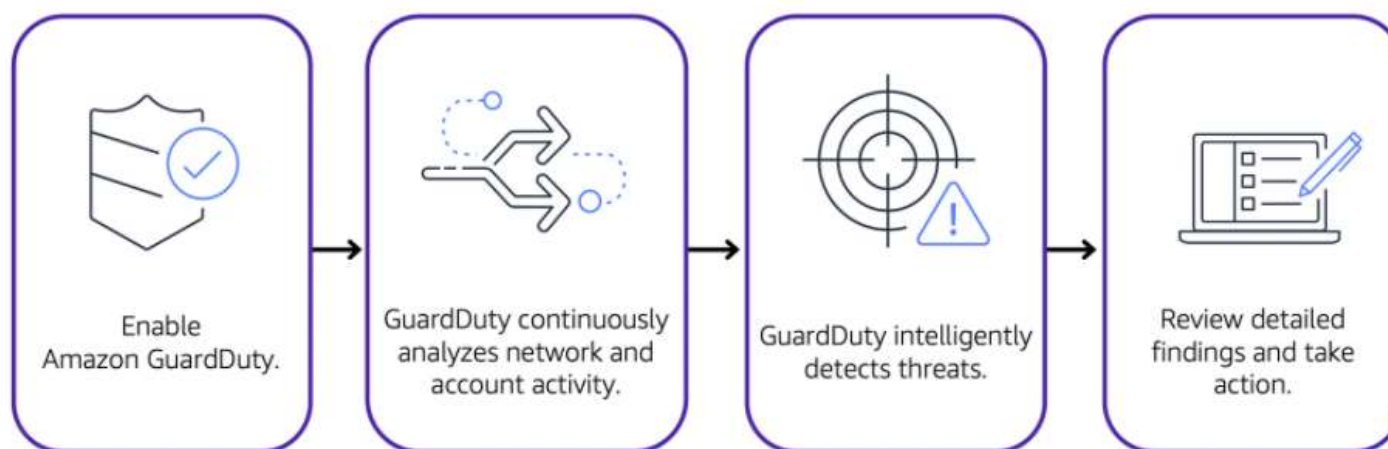 Enable
Amazon GuardDuty.
GuardDuty continuously
analyzes network and
account activity.
GuardDuty intelligently
detects threats.
Review detailed
findings and take
action.